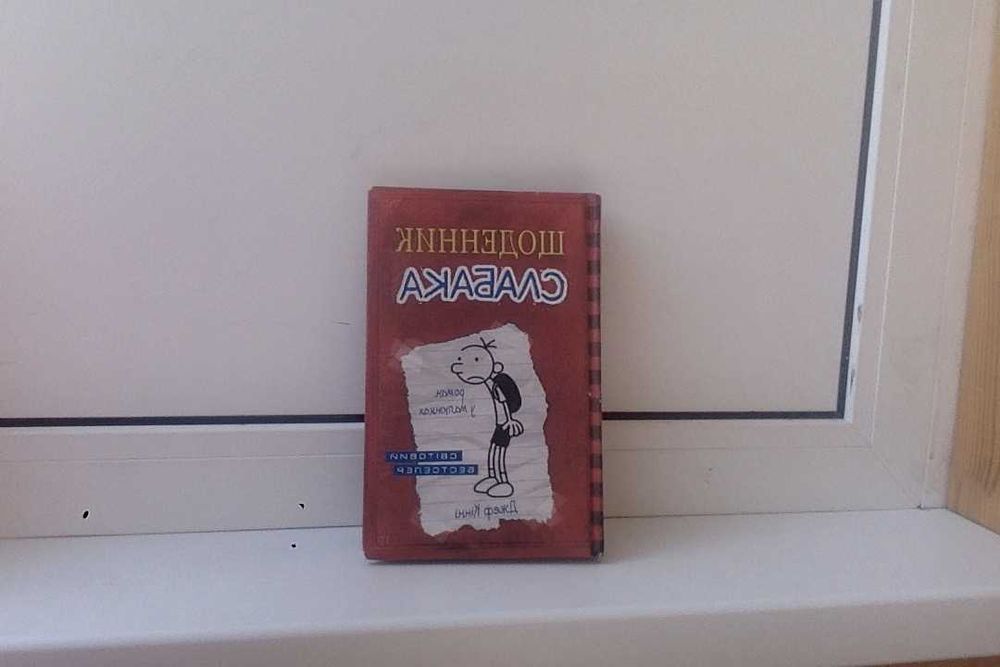 ЩОДЕННИК
СЛАБАКА
роман
у малюнках
СВІТОВИЙ
БЕСТСЕЛЕР
Джеф Кінні